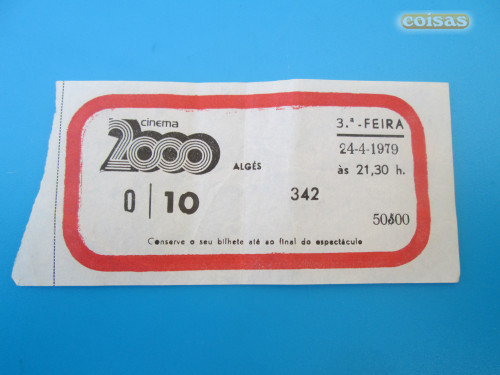 coisas
cinema
2000
ALGÉS
3.ª-FEIRA
24-4-1979
às 21,30 h.
O | 10
342
50$00
Conserve o seu bilhete até ao final do espectáculo